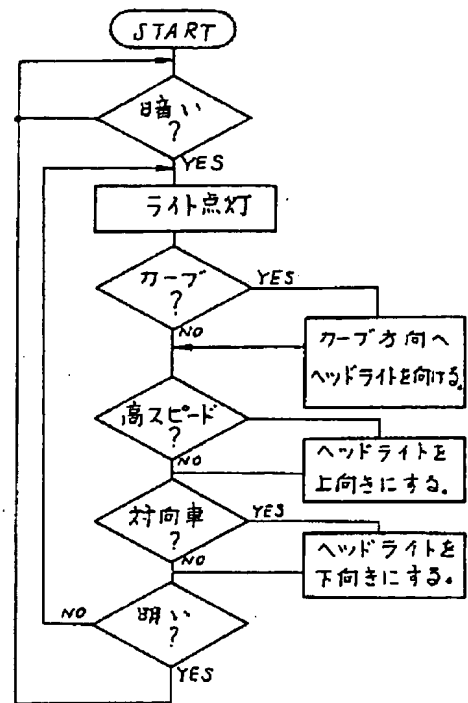 START
暗い
?
YES
ライト点灯
カーブ
?
YES
NO
カーブ方向へ
ヘッドライトを向ける。
高スピード
?
NO
ヘッドライトを
上向きにする。
対向車
?
YES
NO
ヘッドライトを
下向きにする。
NO
明い
?
YES